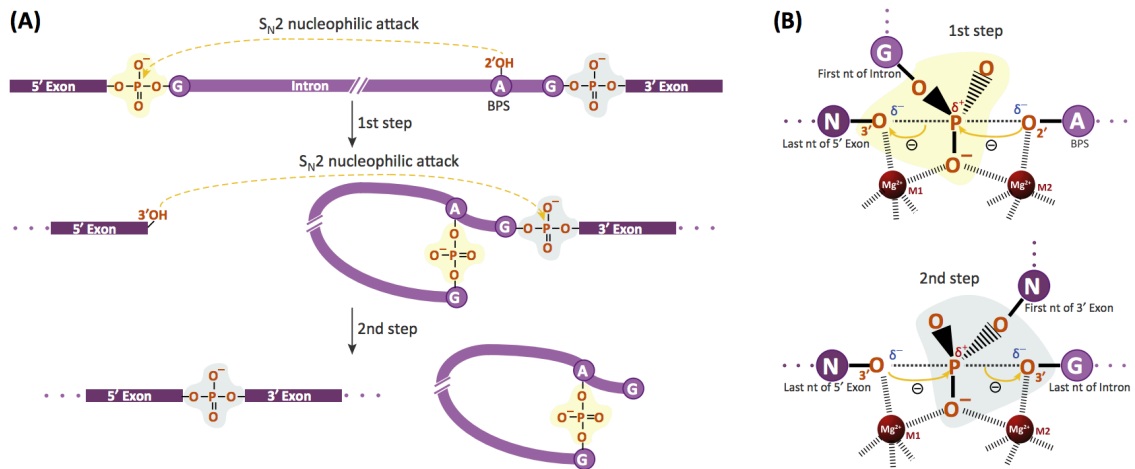 (A)
S_N2 nucleophilic attack
O⁻
O P O
O
5′ Exon
G
Intron
2′OH
A
BPS
G
O⁻
O P O
O
3′ Exon
1st step
S_N2 nucleophilic attack
3′OH
5′ Exon
A
O
O⁻ P O
O
G
G
O⁻
O P O
O
3′ Exon
2nd step
5′ Exon
O⁻
O P O
O
3′ Exon
A
G
O
O⁻ P O
O
G
(B)
1st step
G
First nt of Intron
O
O
N
3′ O
δ⁻
δ⁺
P
δ⁻
O 2′
A
Last nt of 5′ Exon
BPS
⊖
⊖
O⁻
Mg²⁺
M1
Mg²⁺
M2
2nd step
N
First nt of 3′ Exon
O
O
N
3′ O
δ⁻
δ⁺
P
δ⁻
O 3′
G
Last nt of 5′ Exon
Last nt of Intron
⊖
⊖
O⁻
Mg²⁺
M1
Mg²⁺
M2